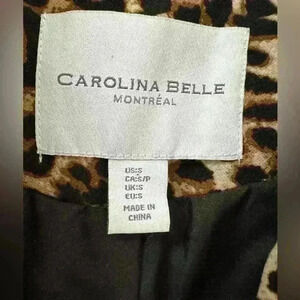 CAROLINA BELLE
MONTRÉAL
US:S
CA:S/P
UK:S
EU:S
MADE IN
CHINA